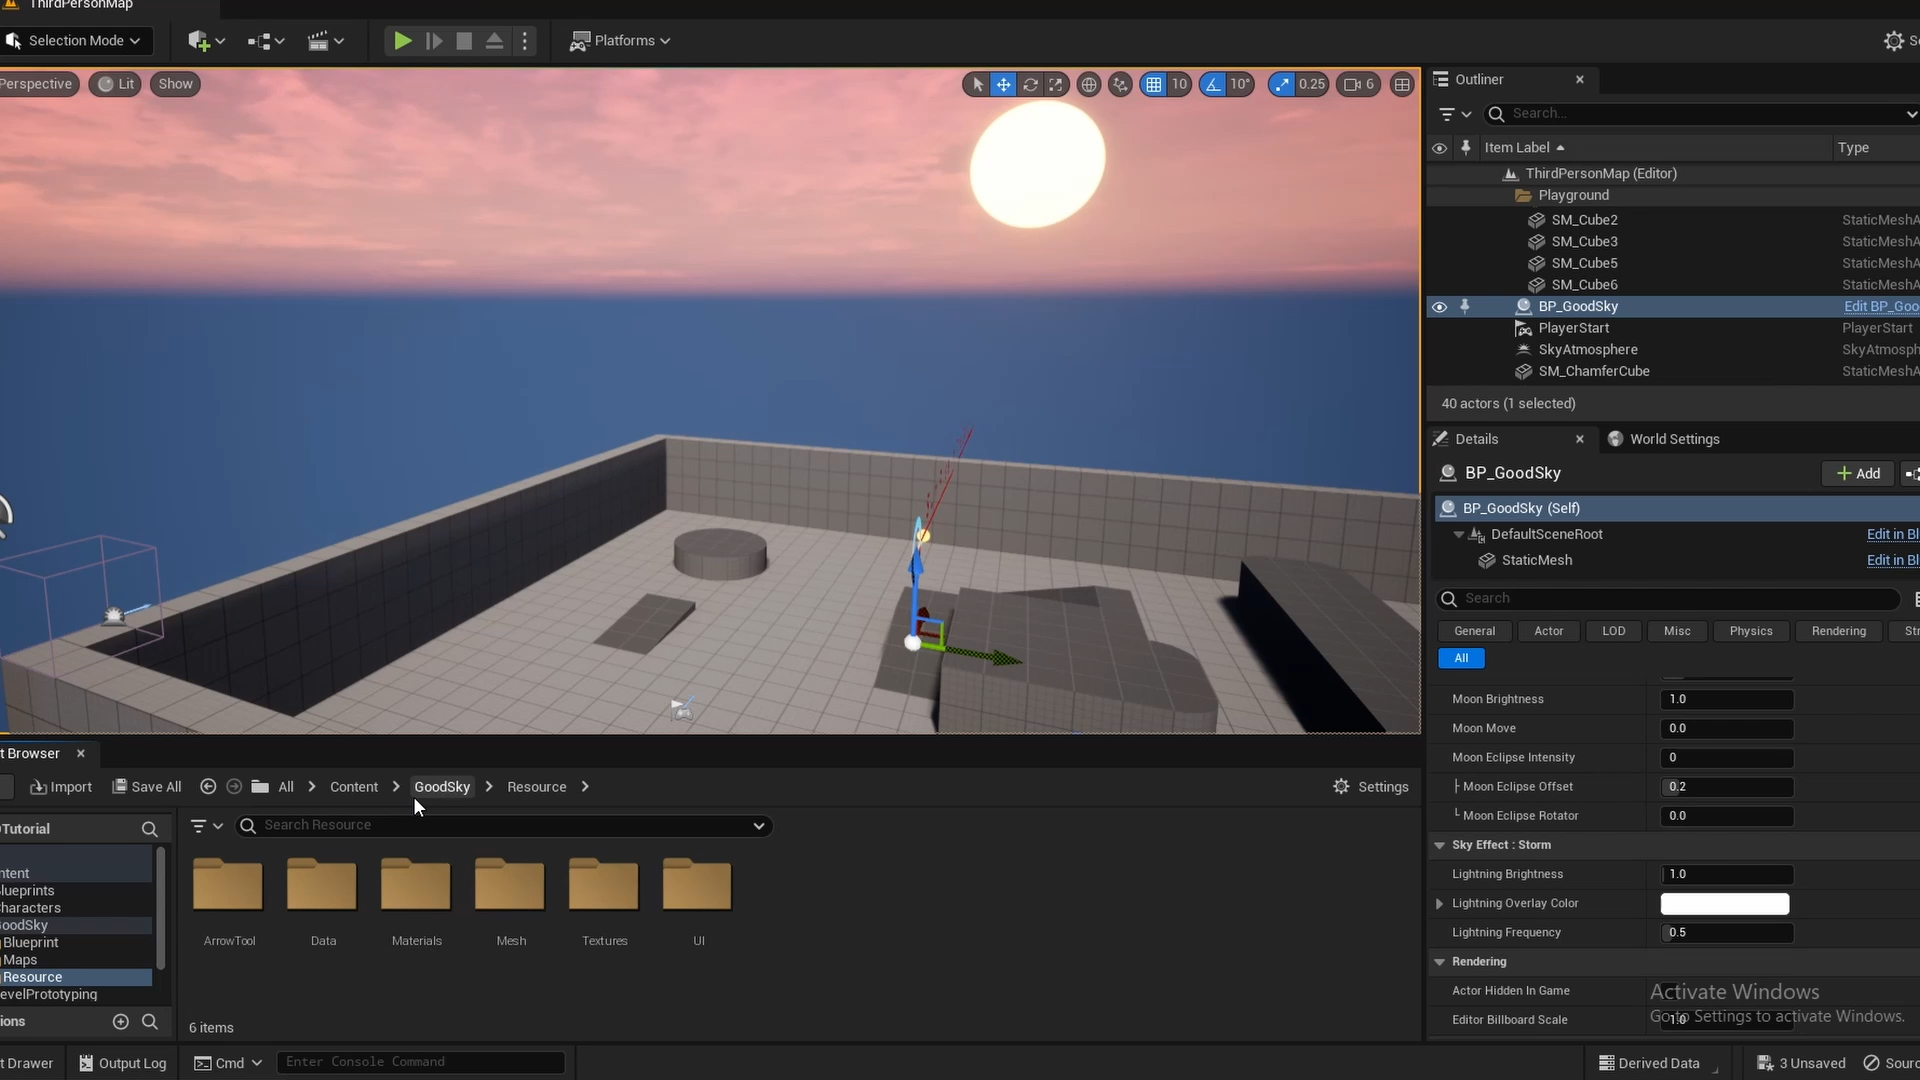 ThirdPersonMap
Selection Mode
Platforms
Perspective
Lit
Show
10
10°
0.25
6
Outliner
Search...
Item Label
Type
ThirdPersonMap (Editor)
Playground
SM_Cube2
StaticMeshA
SM_Cube3
StaticMeshA
SM_Cube5
StaticMeshA
SM_Cube6
StaticMeshA
BP_GoodSky
Edit BP_Goo
PlayerStart
PlayerStart
SkyAtmosphere
SkyAtmosph
SM_ChamferCube
StaticMeshA
40 actors (1 selected)
Details
World Settings
BP_GoodSky
Add
BP_GoodSky (Self)
DefaultSceneRoot
Edit in Bl
StaticMesh
Edit in Bl
Search
General
Actor
LOD
Misc
Physics
Rendering
Str
All
Moon Brightness
1.0
Moon Move
0.0
Moon Eclipse Intensity
0
Moon Eclipse Offset
0.2
Moon Eclipse Rotator
0.0
Sky Effect : Storm
Lightning Brightness
1.0
Lightning Overlay Color
Lightning Frequency
0.5
Rendering
Actor Hidden In Game
Editor Billboard Scale
1.0
Activate Windows
Go to Settings to activate Windows.
t Browser
Import
Save All
All
Content
GoodSky
Resource
Settings
Tutorial
Search Resource
ntent
lueprints
haracters
oodSky
Blueprint
Maps
Resource
evelPrototyping
ions
ArrowTool
Data
Materials
Mesh
Textures
UI
6 items
t Drawer
Output Log
Cmd
Enter Console Command
Derived Data
3 Unsaved
Sourc